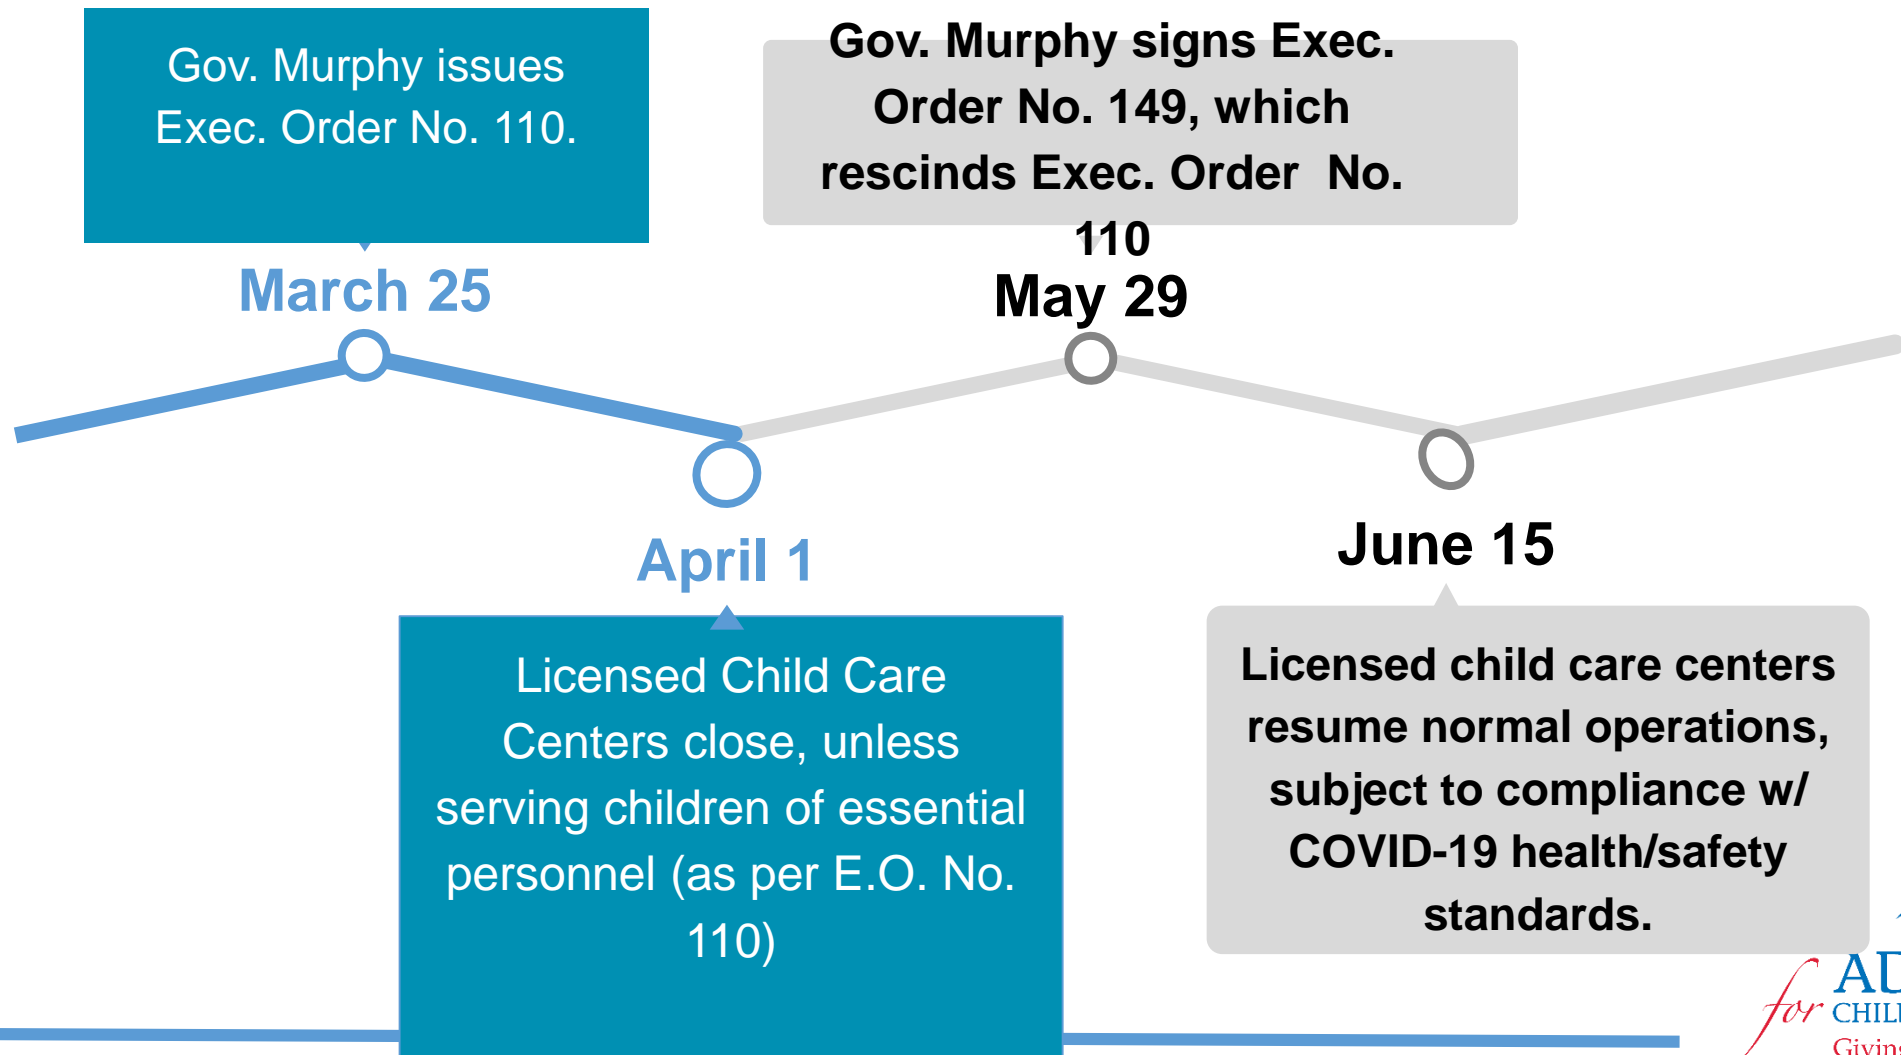 Gov. Murphy issues
Exec. Order No. 110.
March 25
Gov. Murphy signs Exec.
Order No. 149, which
rescinds Exec. Order  No.
110
May 29
April 1
Licensed Child Care
Centers close, unless
serving children of essential
personnel (as per E.O. No.
110)
June 15
Licensed child care centers
resume normal operations,
subject to compliance w/
COVID-19 health/safety
standards.
for
Giving